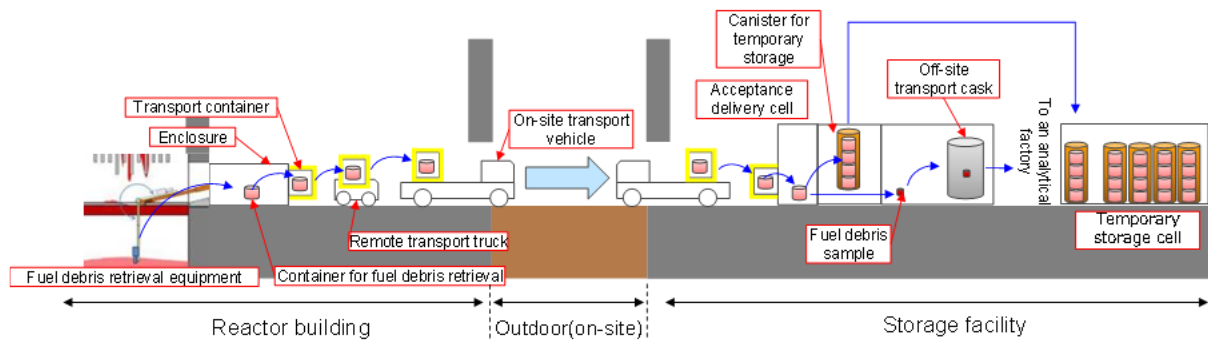 Transport container
Enclosure
On-site transport
vehicle
Canister for
temporary
storage
Acceptance
delivery cell
Off-site
transport cask
To an analytical
factory
Fuel debris retrieval equipment
Container for fuel debris retrieval
Remote transport truck
Fuel debris
sample
Temporary
storage cell
Reactor building
Outdoor(on-site)
Storage facility